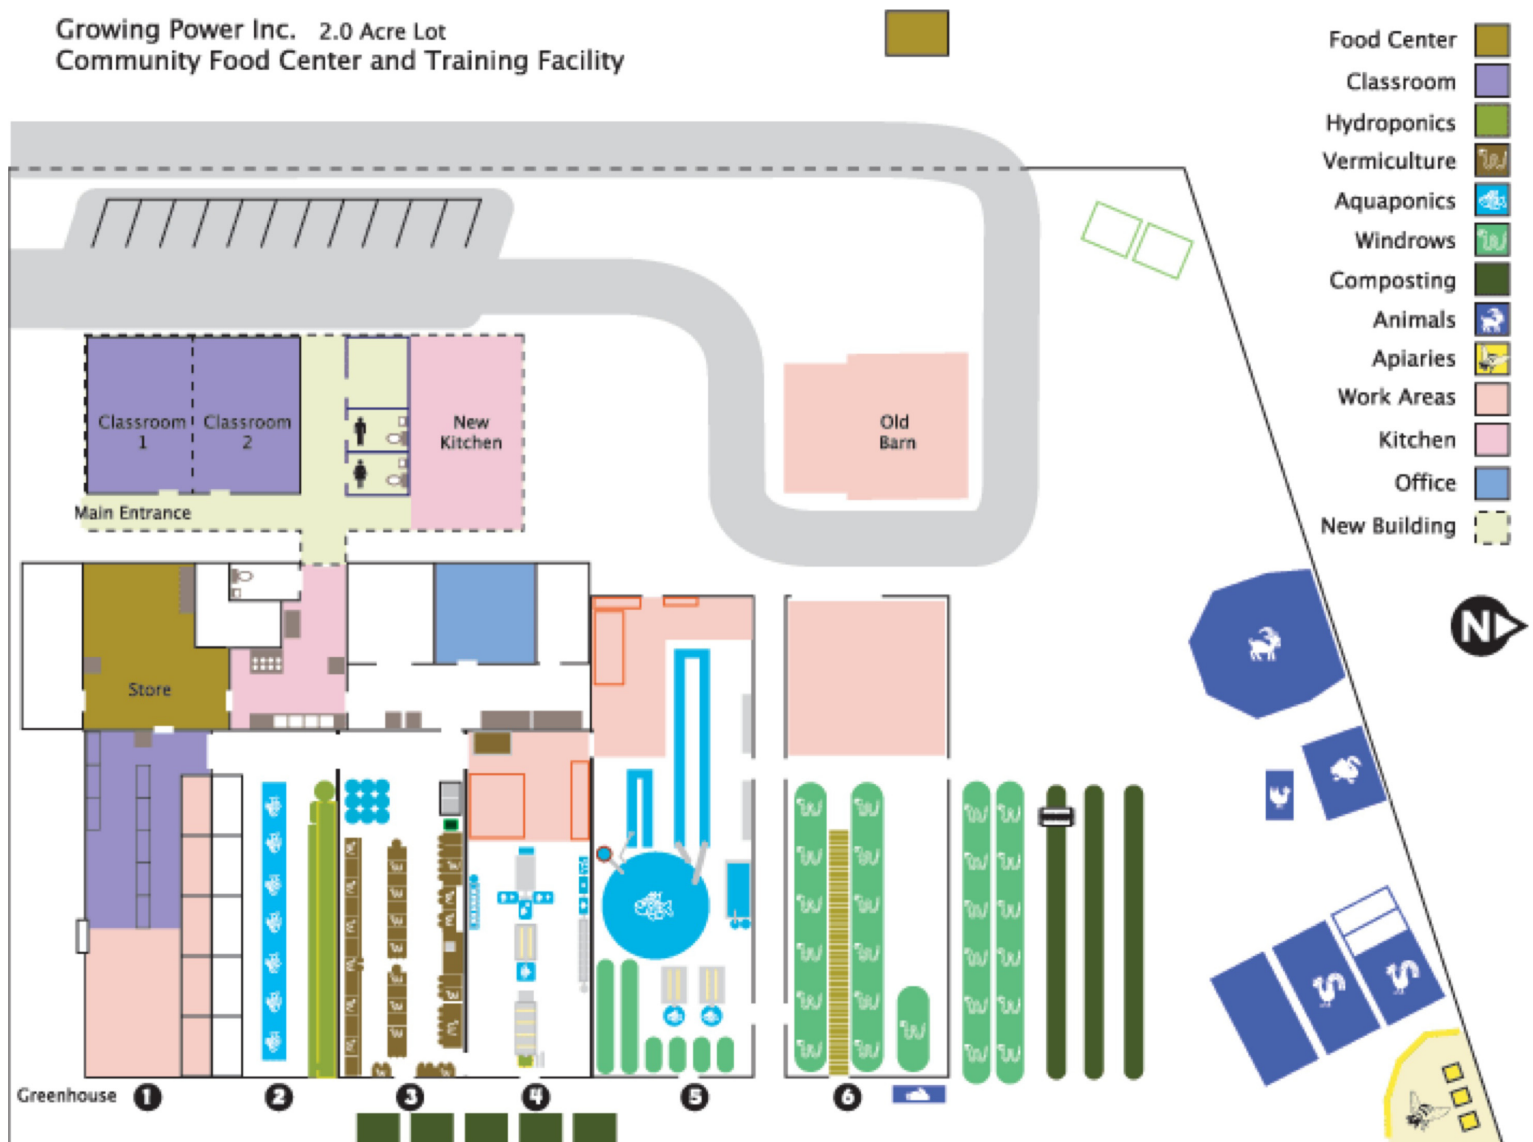 Growing Power Inc. 2.0 Acre Lot
Community Food Center and Training Facility
Food Center
Classroom
Hydroponics
Vermiculture
Aquaponics
Windrows
Composting
Animals
Apiaries
Work Areas
Kitchen
Office
New Building
N
Classroom
1
Classroom
2
New
Kitchen
Old
Barn
Main Entrance
Store
Greenhouse 1 2 3 4 5 6